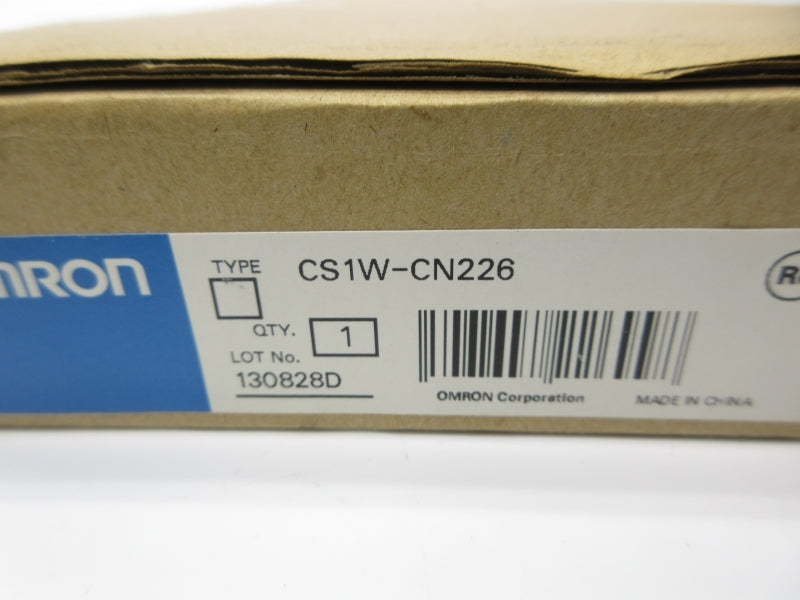 MRON
TYPE CS1W-CN226
QTY. 1
LOT No.
130828D
OMRON Corporation MADE IN CHINA